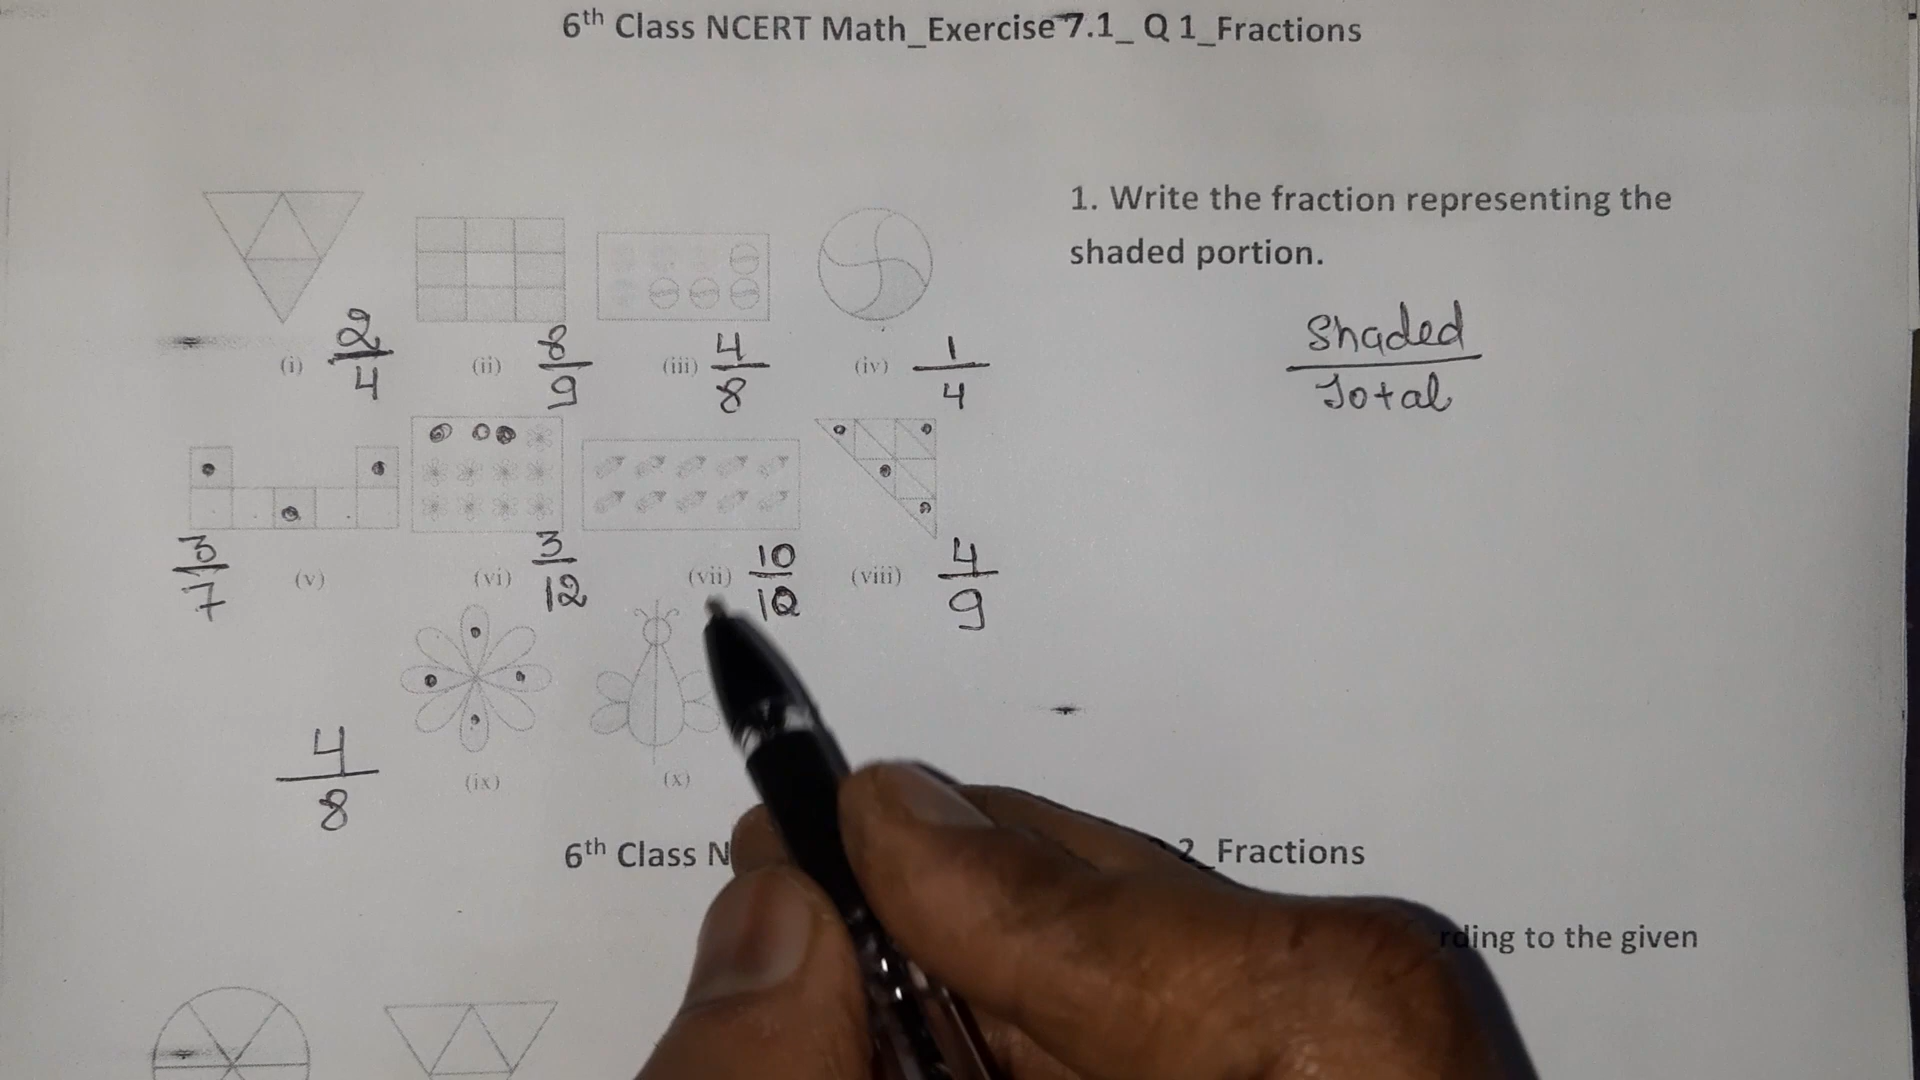 6th Class NCERT Math_Exercise 7.1_ Q 1_Fractions
1. Write the fraction representing the
shaded portion.
Shaded
Total
(i) 2/4 (ii) 8/9 (iii) 4/8 (iv) 1/4
3/7 (v) (vi) 3/12 (vii) 10/10 (viii) 4/9
4/8 (ix) (x)
6th Class N 2_Fractions
rding to the given